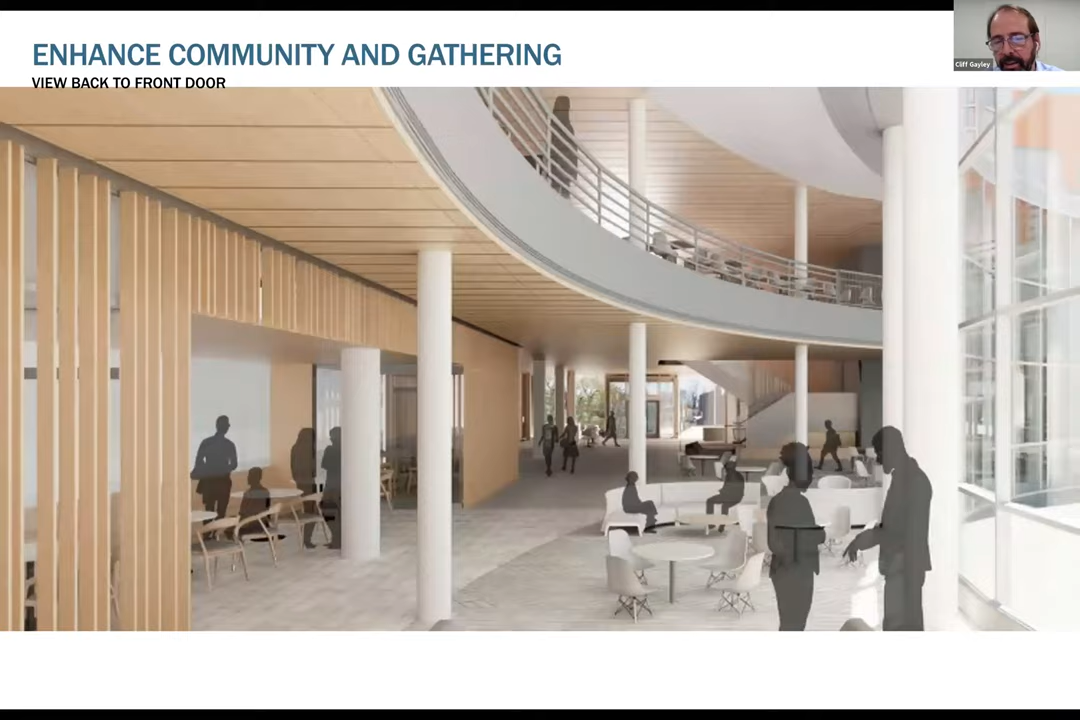 ENHANCE COMMUNITY AND GATHERING
VIEW BACK TO FRONT DOOR
Cliff Gayley